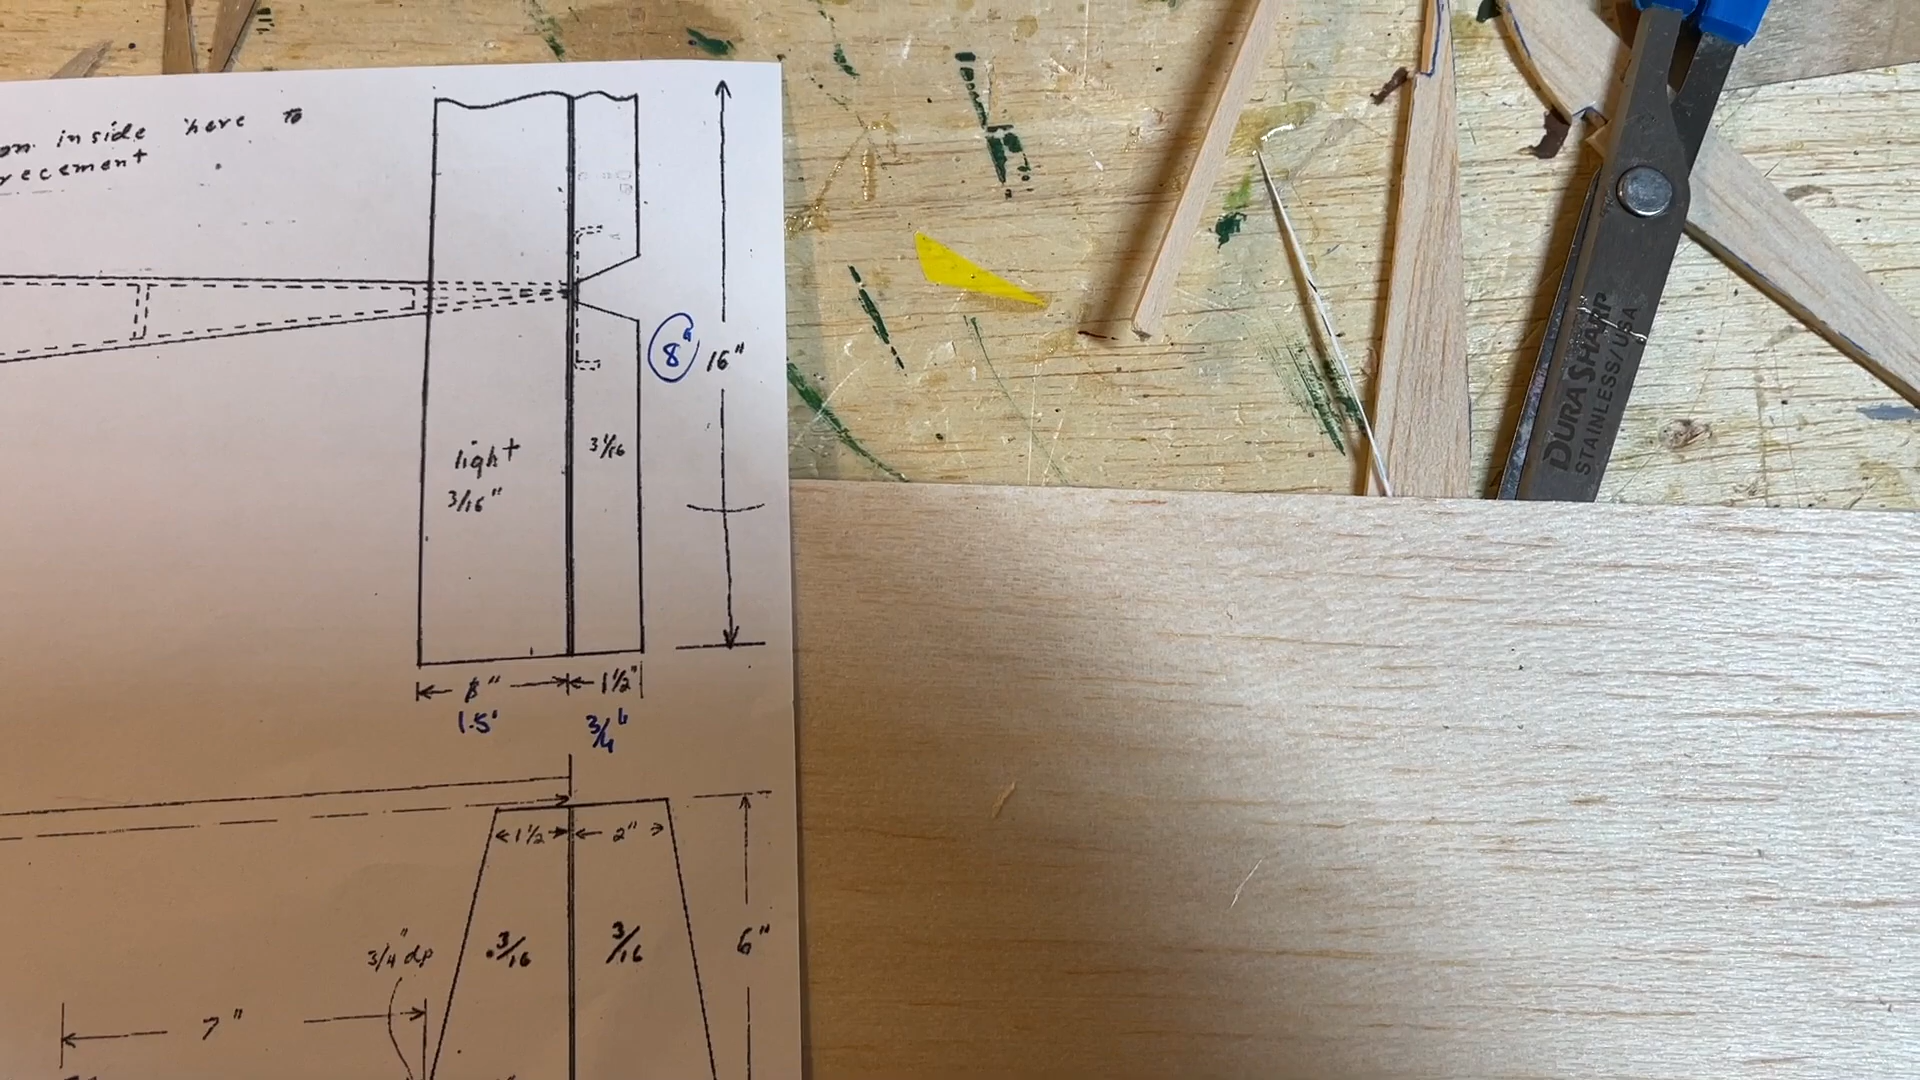 on inside here to
recement
8"
16"
light
3/16"
3/16
1½"
1.5"
3/4"
1½
2"
3/16
3/16
6"
3/4" dp
7"
DURASHARP
STAINLESS/USA